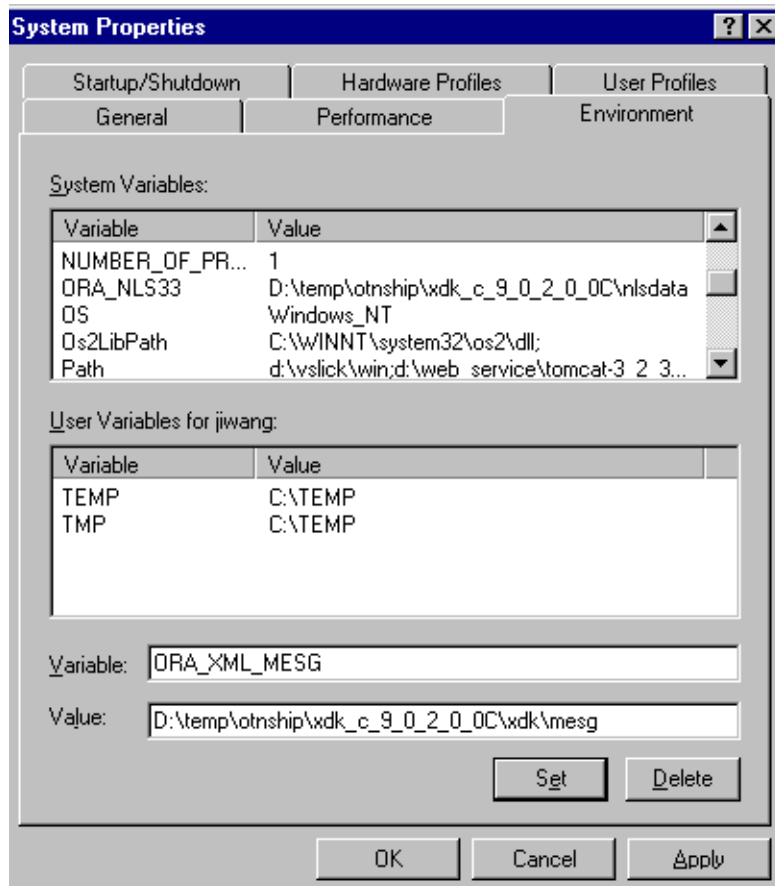 System Properties
Startup/Shutdown Hardware Profiles User Profiles
General Performance Environment
System Variables:
Variable Value
NUMBER_OF_PR... 1
ORA_NLS33 D:\temp\otnship\xdk_c_9_0_2_0_0C\nlsdata
OS Windows_NT
Os2LibPath C:\WINNT\system32\os2\dll;
Path d:\vslick\win;d:\web_service\tomcat-3_2_3...
User Variables for jiwang:
Variable Value
TEMP C:\TEMP
TMP C:\TEMP
Variable: ORA_XML_MESG
Value: D:\temp\otnship\xdk_c_9_0_2_0_0C\xdk\mesg
Set Delete
OK Cancel Apply